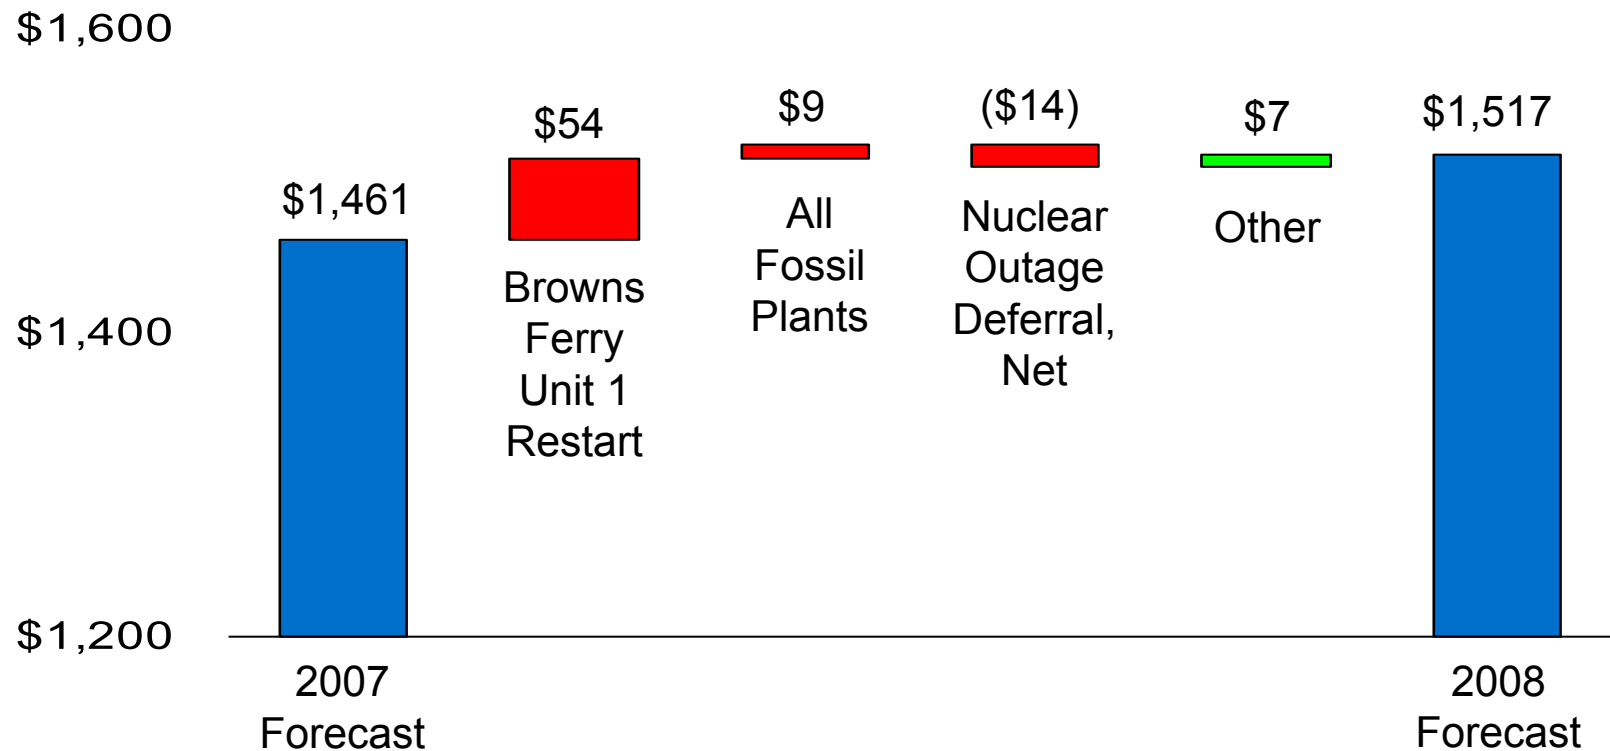 $1,600
$1,400
$1,200
$1,461
2007
Forecast
$54
Browns
Ferry
Unit 1
Restart
$9
All
Fossil
Plants
($14)
Nuclear
Outage
Deferral,
Net
$7
Other
$1,517
2008
Forecast